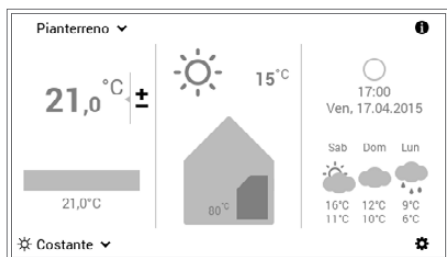 Pianterreno
21,0 °C ±
21,0°C
Costante
15°C
80°C
17:00
Ven, 17.04.2015
Sab Dom Lun
16°C 12°C 9°C
11°C 10°C 6°C